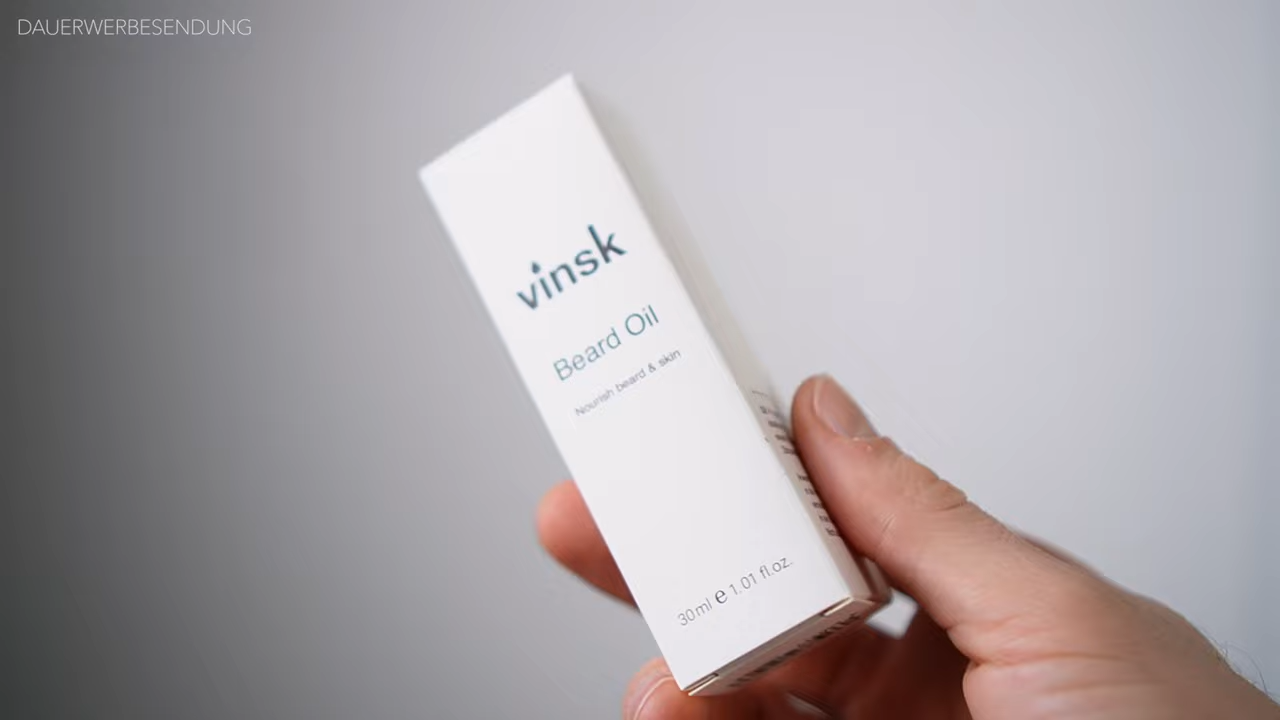 DAUERWERBESENDUNG
vinsk
Beard Oil
Nourish beard & skin
30ml e 1.01 fl.oz.